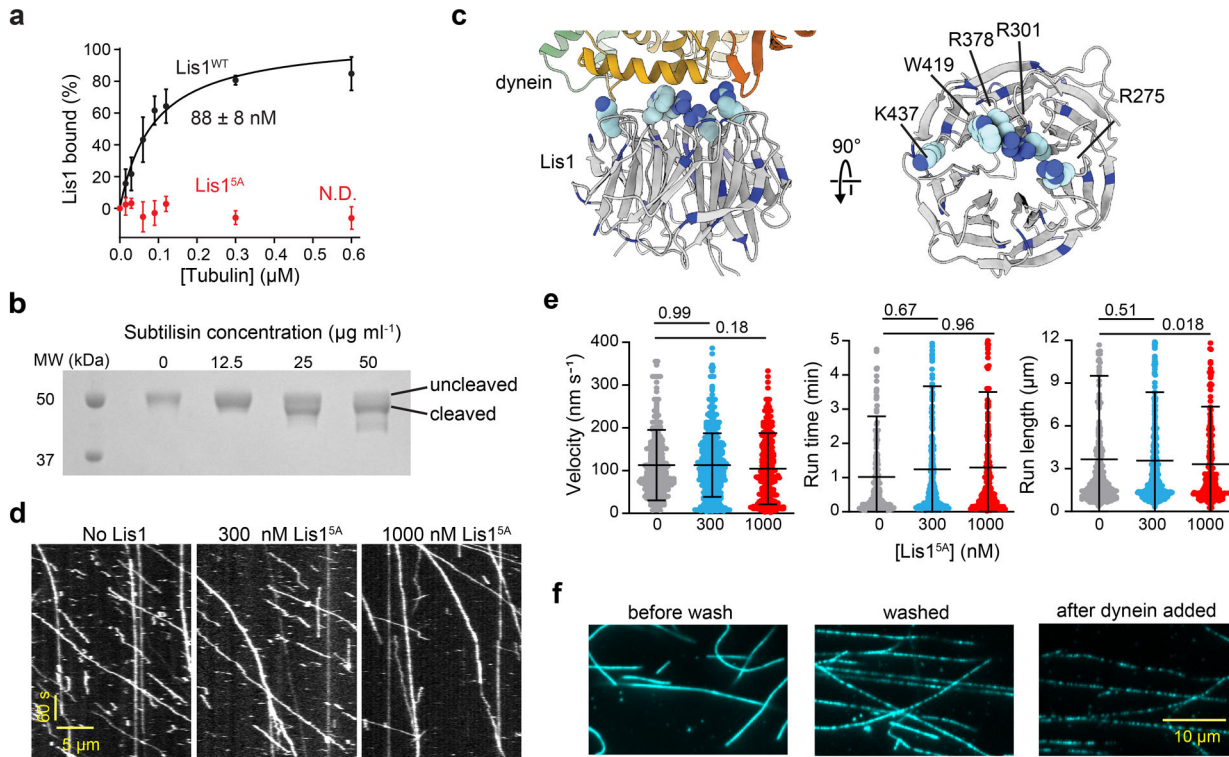 a
Lis1 bound (%)
100
80
60
40
20
0
Lis1WT
88 ± 8 nM
Lis15A
N.D.
0.0 0.1 0.2 0.3 0.4 0.5 0.6
[Tubulin] (µM)
b
Subtilisin concentration (µg ml-1)
MW (kDa) 0 12.5 25 50
50
37
uncleaved
cleaved
c
dynein
Lis1
90°
R378 R301
W419
K437
R275
d
No Lis1
300 nM Lis15A
1000 nM Lis15A
60 s
5 µm
e
0.99
0.18
Velocity (nm s−1)
400
300
200
100
0
0 300 1000
0.67
0.96
Run time (min)
5
4
3
2
1
0
0 300 1000
0.51
0.018
Run length (µm)
12
9
6
3
0
0 300 1000
[Lis15A] (nM)
f
before wash
washed
after dynein added
10 µm